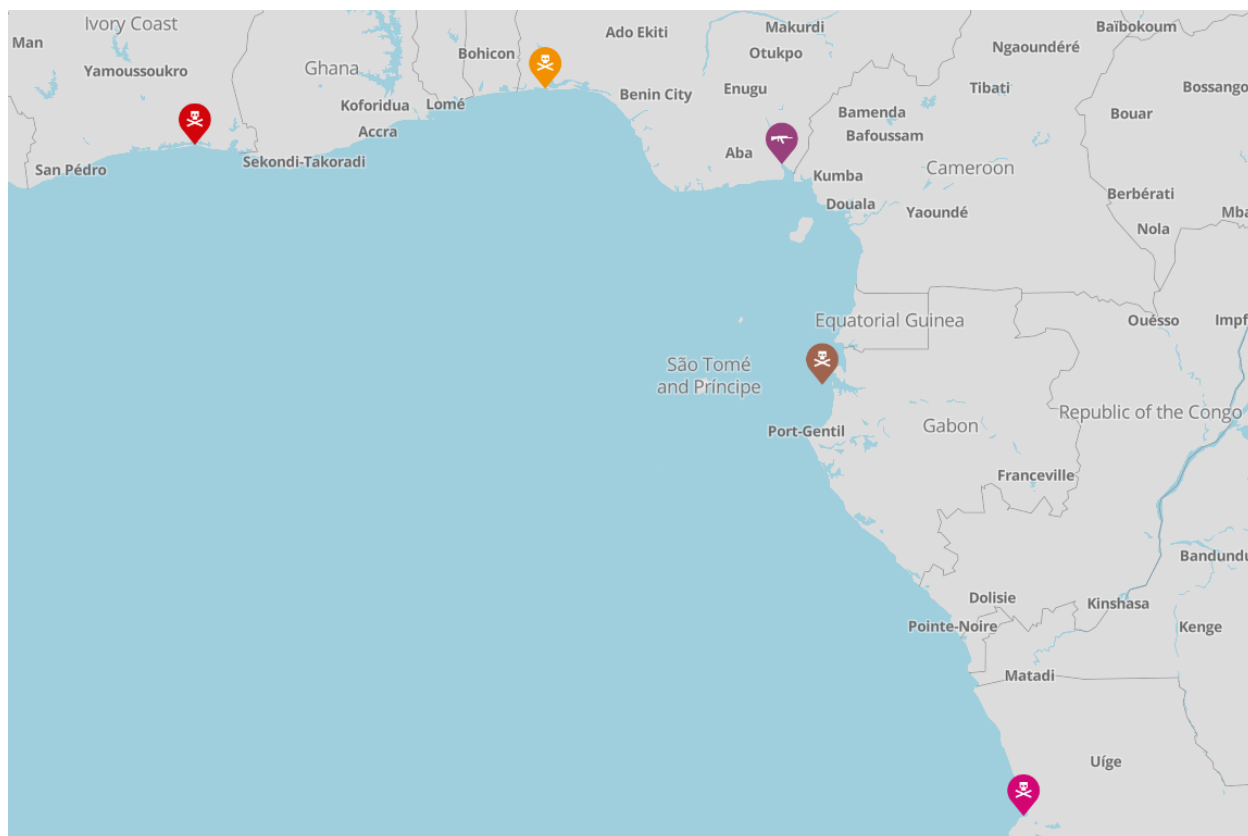 Ivory Coast
Man
Yamoussoukro
San Pédro
Ghana
Koforidua
Accra
Sekondi-Takoradi
Lomé
Bohicon
Ado Ekiti
Makurdi
Otukpo
Enugu
Benin City
Aba
Baïbokoum
Ngaoundéré
Tibati
Bossango
Bouar
Bamenda
Bafoussam
Cameroon
Kumba
Douala
Yaoundé
Berbérati
Nola
Mba
Equatorial Guinea
Ouésso
Impf
São Tomé
and Príncipe
Port-Gentil
Gabon
Republic of the Congo
Franceville
Bandundu
Dolisie
Kinshasa
Pointe-Noire
Kenge
Matadi
Uíge